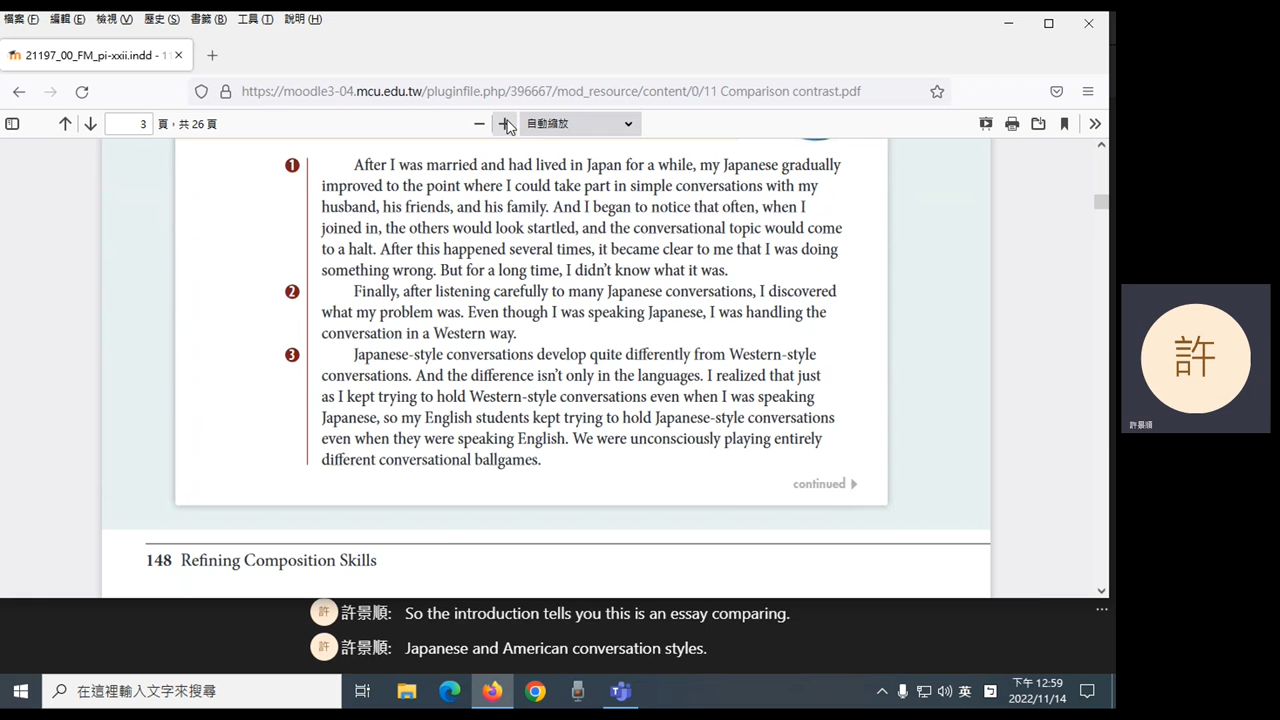 檔案(F) 編輯(E) 檢視(V) 歷史(S) 書籤(B) 工具(T) 說明(H)
21197_00_FM_pi-xxii.indd - 11
https://moodle3-04.mcu.edu.tw/pluginfile.php/396667/mod_resource/content/0/11 Comparison contrast.pdf
3 頁，共 26 頁
自動縮放
1 After I was married and had lived in Japan for a while, my Japanese gradually
improved to the point where I could take part in simple conversations with my
husband, his friends, and his family. And I began to notice that often, when I
joined in, the others would look startled, and the conversational topic would come
to a halt. After this happened several times, it became clear to me that I was doing
something wrong. But for a long time, I didn't know what it was.
2 Finally, after listening carefully to many Japanese conversations, I discovered
what my problem was. Even though I was speaking Japanese, I was handling the
conversation in a Western way.
3 Japanese-style conversations develop quite differently from Western-style
conversations. And the difference isn't only in the languages. I realized that just
as I kept trying to hold Western-style conversations even when I was speaking
Japanese, so my English students kept trying to hold Japanese-style conversations
even when they were speaking English. We were unconsciously playing entirely
different conversational ballgames.
continued
148 Refining Composition Skills
許
許景順
許 許景順: So the introduction tells you this is an essay comparing.
許 許景順: Japanese and American conversation styles.
在這裡輸入文字來搜尋
英
下午 12:59
2022/11/14